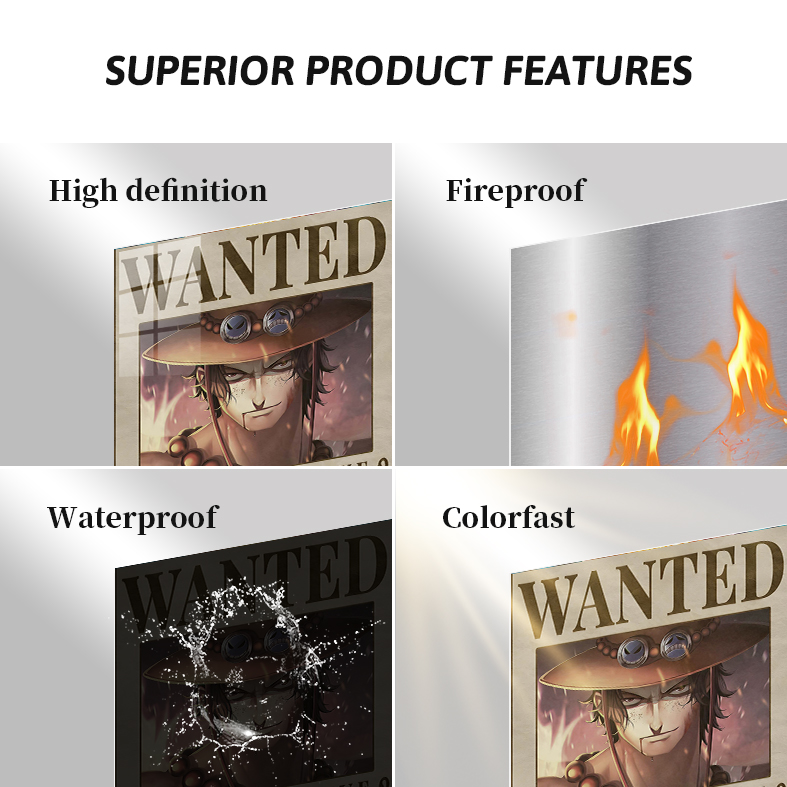 SUPERIOR PRODUCT FEATURES
High definition
Fireproof
WANTED
Waterproof
Colorfast
WANTED
WANTED